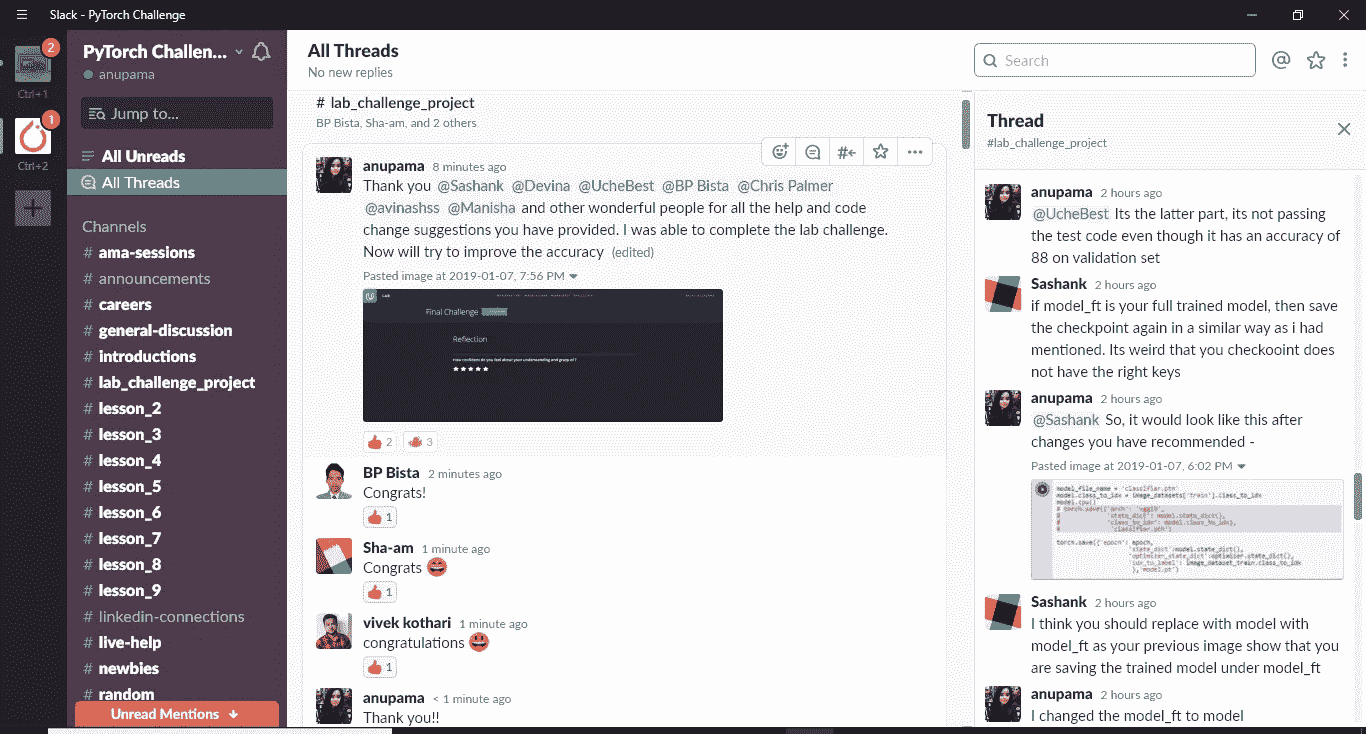 Slack - PyTorch Challenge
2
Ctrl+1
1
Ctrl+2
PyTorch Challen...
anupama
Jump to...
All Unreads
All Threads
Channels
# ama-sessions
# announcements
# careers
# general-discussion
# introductions
# lab_challenge_project
# lesson_2
# lesson_3
# lesson_4
# lesson_5
# lesson_6
# lesson_7
# lesson_8
# lesson_9
# linkedin-connections
# live-help
# newbies
# random
Unread Mentions
All Threads
No new replies
Search
# lab_challenge_project
BP Bista, Sha-am, and 2 others
anupama 8 minutes ago
Thank you @Sashank @Devina @UcheBest @BP Bista @Chris Palmer
@avinashss @Manisha and other wonderful people for all the help and code
change suggestions you have provided. I was able to complete the lab challenge.
Now will try to improve the accuracy (edited)
Pasted image at 2019-01-07, 7:56 PM
Lab
Final Challenge
Reflection
How confident do you feel about your understanding and grasp of ?
2 3
BP Bista 2 minutes ago
Congrats!
1
Sha-am 1 minute ago
Congrats
1
vivek kothari 1 minute ago
congratulations
1
anupama < 1 minute ago
Thank you!!
Thread
#lab_challenge_project
anupama 2 hours ago
@UcheBest Its the latter part, its not passing
the test code even though it has an accuracy of
88 on validation set
Sashank 2 hours ago
if model_ft is your full trained model, then save
the checkpoint again in a similar way as i had
mentioned. Its weird that you checkooint does
not have the right keys
anupama 2 hours ago
@Sashank So, it would look like this after
changes you have recommended -
Pasted image at 2019-01-07, 6:02 PM
model_file_name = 'classifier.pth'
model.class_to_idx = image_datasets['train'].class_to_idx
model.cpu()
# torch.save({'arch': 'vgg19',
# 'state_dict': model.state_dict(),
# 'class_to_idx': model.class_to_idx},
# 'classifier.pth')
torch.save({'epoch': epoch,
'state_dict':model.state_dict(),
'optimizer_state_dict':optimizer.state_dict(),
'idx_to_label': image_dataset_train.class_to_idx
}, 'model.pt')
Sashank 2 hours ago
I think you should replace with model with
model_ft as your previous image show that you
are saving the trained model under model_ft
anupama 2 hours ago
I changed the model_ft to model